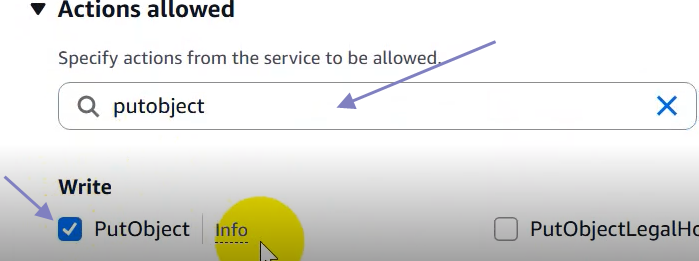 Actions allowed
Specify actions from the service to be allowed.
putobject
Write
PutObject Info PutObjectLegalHo